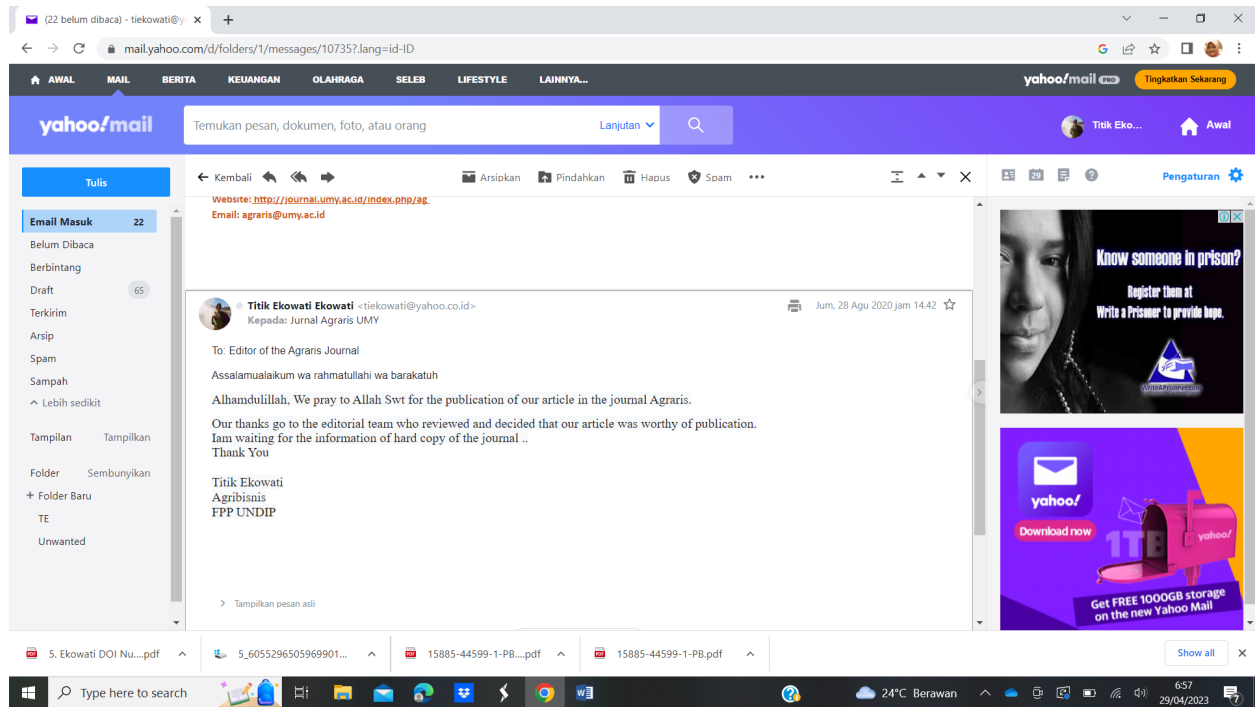 (22 belum dibaca) - tiekowati@y
mail.yahoo.com/d/folders/1/messages/10735?.lang=id-ID
AWAL MAIL BERITA KEUANGAN OLAHRAGA SELEB LIFESTYLE LAINNYA... yahoo!mail PRO Tingkatkan Sekarang
yahoo!mail Temukan pesan, dokumen, foto, atau orang Lanjutan Titik Eko... Awal
Tulis Kembali Arsipkan Pindahkan Hapus Spam 29 Pengaturan
Email Masuk 22
Belum Dibaca
Berbintang
Draft 65
Terkirim
Arsip
Spam
Sampah
Lebih sedikit
Tampilan Tampilkan
Folder Sembunyikan
+ Folder Baru
TE
Unwanted
Website: http://journal.umy.ac.id/index.php/ag
Email: agraris@umy.ac.id
Titik Ekowati Ekowati <tiekowati@yahoo.co.id> Jum, 28 Agu 2020 jam 14.42
Kepada: Jurnal Agraris UMY
To: Editor of the Agraris Journal
Assalamualaikum wa rahmatullahi wa barakatuh
Alhamdulillah, We pray to Allah Swt for the publication of our article in the journal Agraris.
Our thanks go to the editorial team who reviewed and decided that our article was worthy of publication.
Iam waiting for the information of hard copy of the journal ..
Thank You
Titik Ekowati
Agribisnis
FPP UNDIP
Tampilkan pesan asli
Know someone in prison?
Register them at
Write a Prisoner to provide hope.
WriteAPrisoner.com
yahoo!
Download now
1TB
yahoo!
Get FREE 1000GB storage
on the new Yahoo Mail
5. Ekowati DOI Nu....pdf 5_6055296505969901... 15885-44599-1-PB....pdf 15885-44599-1-PB.pdf Show all
Type here to search 24°C Berawan 6:57
29/04/2023 7